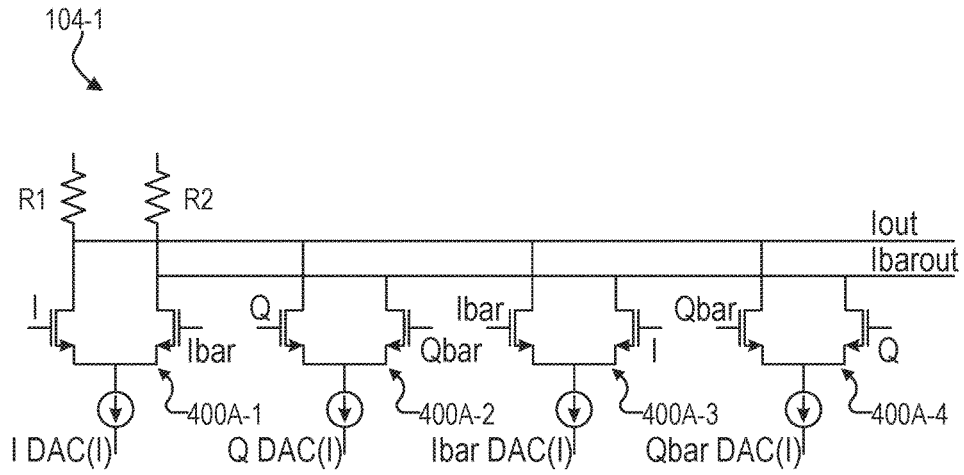 104-1
R1
R2
Iout
Ibarout
I
Ibar
Q
Qbar
Ibar
I
Qbar
Q
400A-1
400A-2
400A-3
400A-4
I DAC(I)
Q DAC(I)
Ibar DAC(I)
Qbar DAC(I)